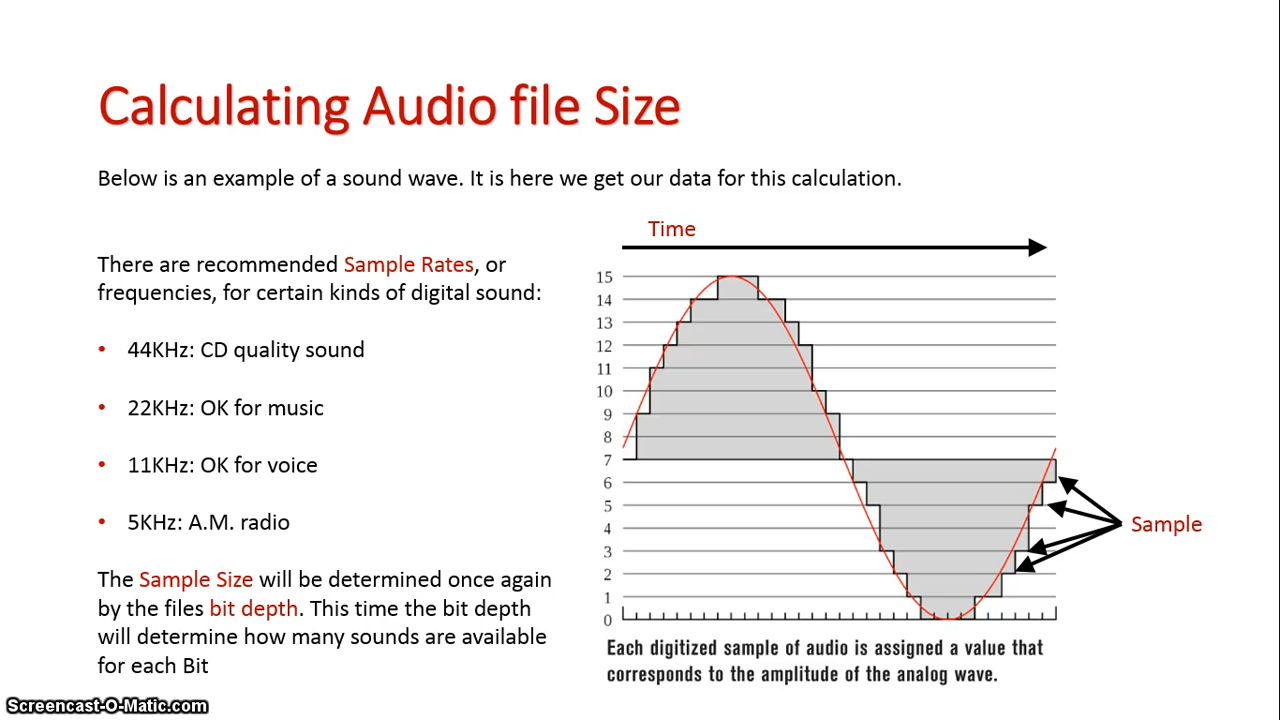 Calculating Audio file Size
Below is an example of a sound wave. It is here we get our data for this calculation.
There are recommended Sample Rates, or
frequencies, for certain kinds of digital sound:
• 44KHz: CD quality sound
• 22KHz: OK for music
• 11KHz: OK for voice
• 5KHz: A.M. radio
The Sample Size will be determined once again
by the files bit depth. This time the bit depth
will determine how many sounds are available
for each Bit
Time
15
14
13
12
11
10
9
8
7
6
5
4
3
2
1
0
Sample
Each digitized sample of audio is assigned a value that
corresponds to the amplitude of the analog wave.
Screencast-O-Matic.com